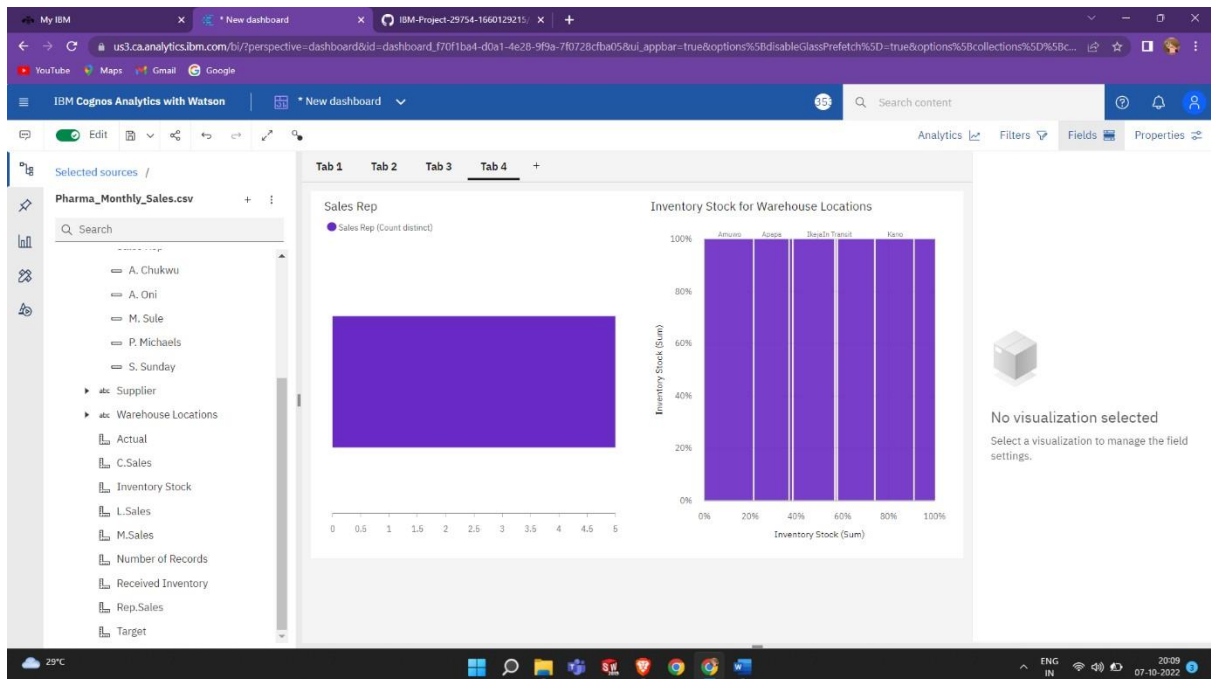 My IBM
* New dashboard
IBM-Project-29754-1660129215/
us3.ca.analytics.ibm.com/bi/?perspective=dashboard&id=dashboard_f70f1ba4-d0a1-4e28-9f9a-7f0728cfba05&ui_appbar=true&options%5BdisableGlassPrefetch%5D=true&options%5Bcollections%5D%5Bc...
YouTube Maps Gmail Google
IBM Cognos Analytics with Watson
* New dashboard
Search content
Edit
Analytics Filters Fields Properties
Selected sources /
Pharma_Monthly_Sales.csv
Search
A. Chukwu
A. Oni
M. Sule
P. Michaels
S. Sunday
abc Supplier
abc Warehouse Locations
Actual
C.Sales
Inventory Stock
L.Sales
M.Sales
Number of Records
Received Inventory
Rep.Sales
Target
Tab 1 Tab 2 Tab 3 Tab 4 +
Sales Rep
Sales Rep (Count distinct)
0 0.5 1 1.5 2 2.5 3 3.5 4 4.5 5
Inventory Stock for Warehouse Locations
Amuwo Apapa IkejaIn Transit Kano
100%
80%
60%
40%
20%
0%
Inventory Stock (Sum)
0% 20% 40% 60% 80% 100%
Inventory Stock (Sum)
No visualization selected
Select a visualization to manage the field
settings.
29°C
ENG
IN
20:09
07-10-2022
3